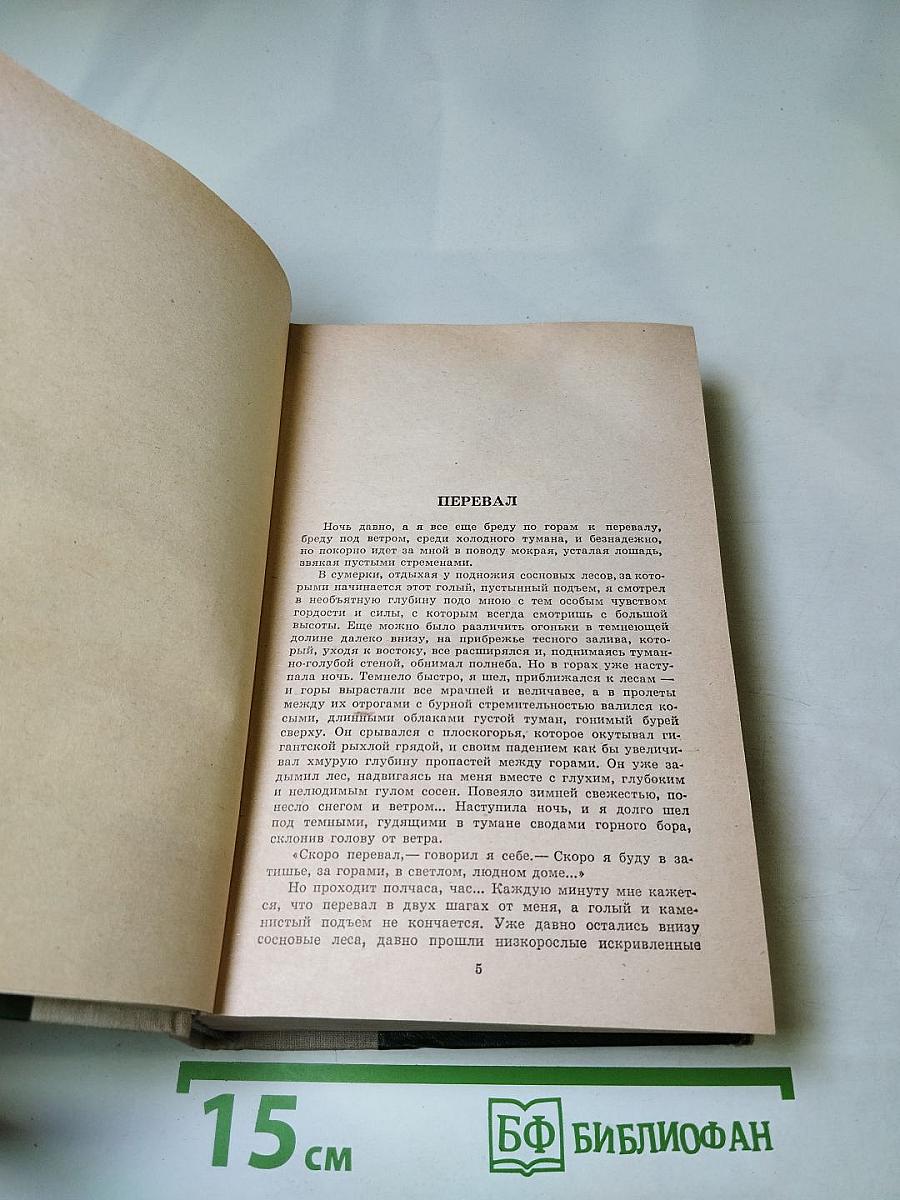 ПЕРЕВАЛ
Ночь давно, а я все еще бреду по горам к перевалу,
бреду под ветром, среди холодного тумана, и безнадежно,
но покорно идет за мной в поводу мокрая, усталая лошадь,
звякая пустыми стременами.
В сумерки, отдыхая у подножия сосновых лесов, за кото-
рыми начинается этот голый, пустынный подъем, я смотрел
в необъятную глубину подо мною с тем особым чувством
гордости и силы, с которым всегда смотришь с большой
высоты. Еще можно было различить огоньки в темнеющей
долине далеко внизу, на прибрежье тесного залива, кото-
рый, уходя к востоку, все расширялся и, поднимаясь туман-
но-голубой стеной, обнимал полнеба. Но в горах уже насту-
пала ночь. Темнело быстро, я шел, приближался к лесам —
и горы вырастали все мрачней и величавее, а в пролеты
между их отрогами с бурной стремительностью валился ко-
сыми, длинными облаками густой туман, гонимый бурей
сверху. Он срывался с плоскогорья, которое окутывал ги-
гантской рыхлой грядой, и своим падением как бы увеличи-
вал хмурую глубину пропастей между горами. Он уже за-
дымил лес, надвигаясь на меня вместе с глухим, глубоким
и нелюдимым гулом сосен. Повеяло зимней свежестью, по-
несло снегом и ветром... Наступила ночь, и я долго шел
под темными, гудящими в тумане сводами горного бора,
склонив голову от ветра.
«Скоро перевал,— говорил я себе.— Скоро я буду в за-
тишье, за горами, в светлом, людном доме...»
Но проходит полчаса, час... Каждую минуту мне кажет-
ся, что перевал в двух шагах от меня, а голый и каме-
нистый подъем не кончается. Уже давно остались внизу
сосновые леса, давно прошли низкорослые искривленные
5
15 см
БФ БИБЛИОФАН